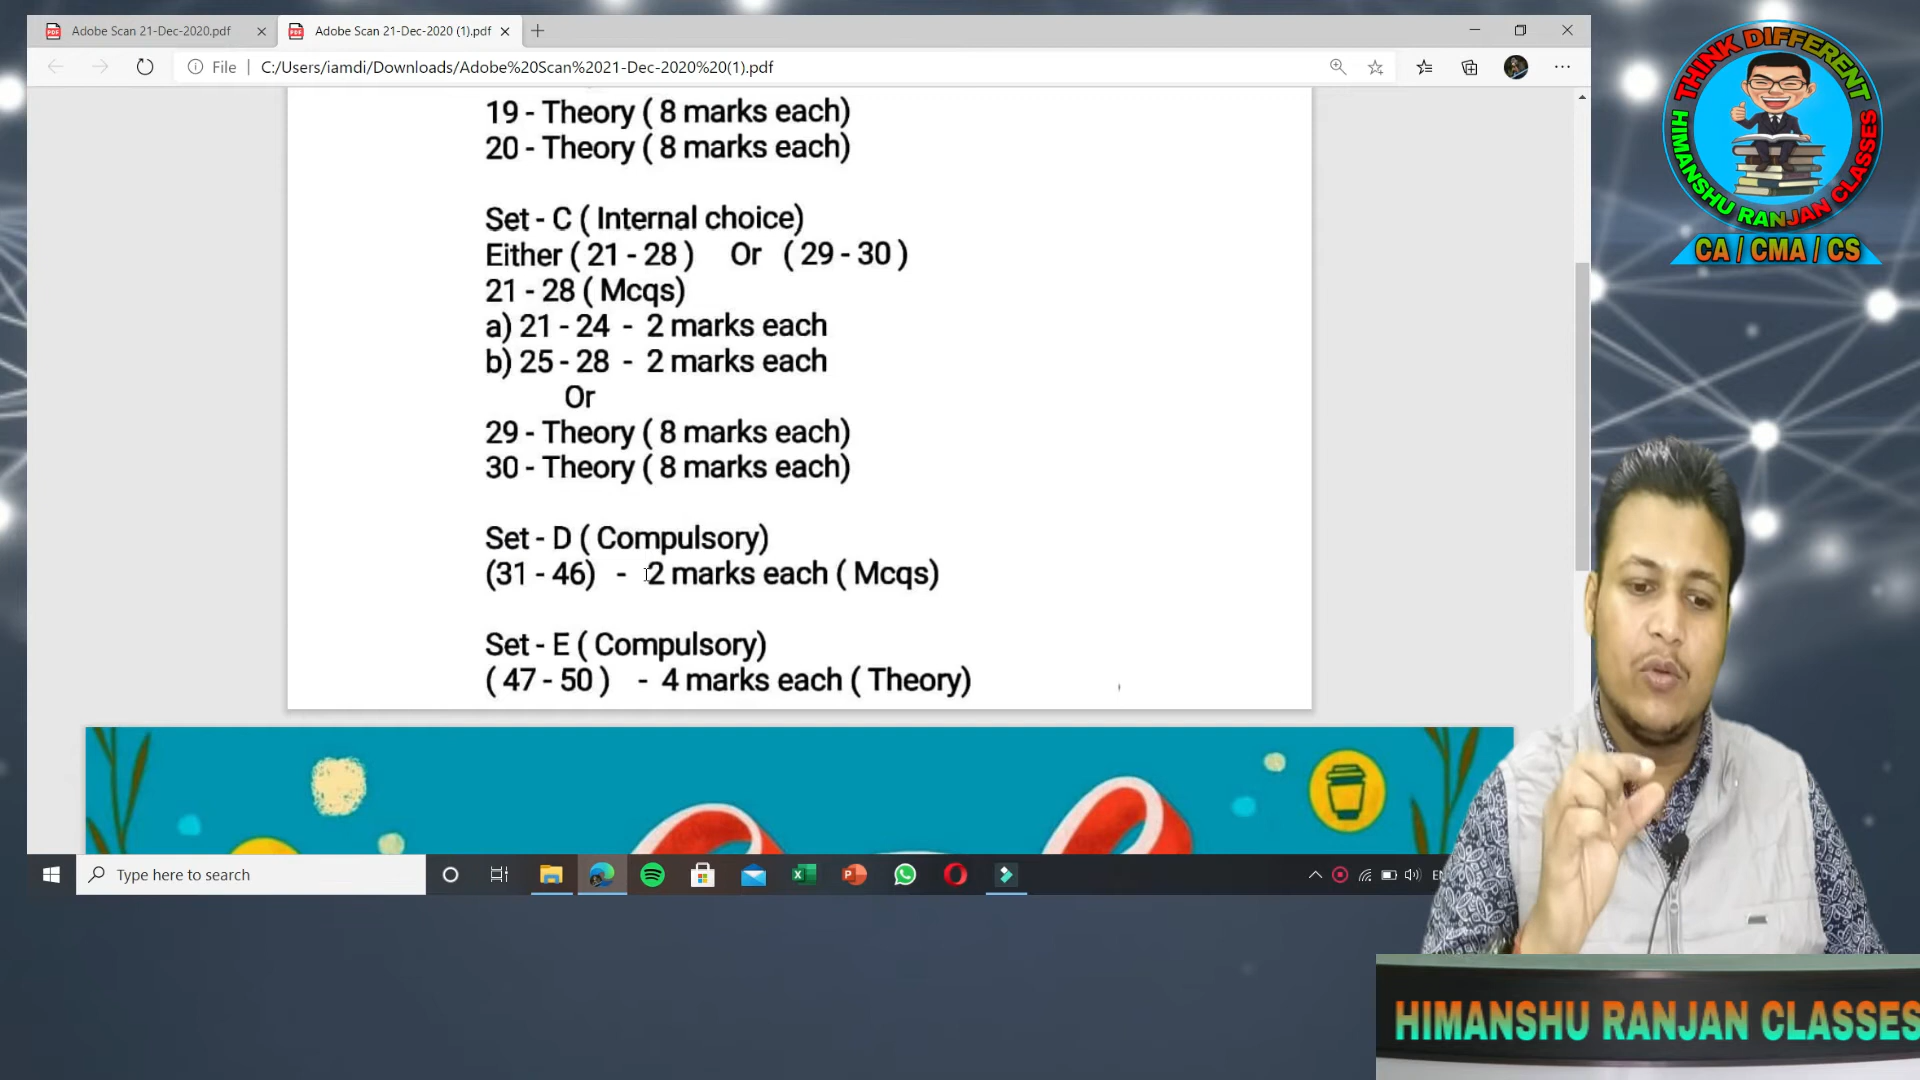 Adobe Scan 21-Dec-2020.pdf
Adobe Scan 21-Dec-2020 (1).pdf
File
C:/Users/iamdi/Downloads/Adobe%20Scan%2021-Dec-2020%20(1).pdf
19 - Theory ( 8 marks each)
20 - Theory ( 8 marks each)
Set - C ( Internal choice)
Either ( 21 - 28 ) Or ( 29 - 30 )
21 - 28 ( Mcqs)
a) 21 - 24 - 2 marks each
b) 25 - 28 - 2 marks each
Or
29 - Theory ( 8 marks each)
30 - Theory ( 8 marks each)
Set - D ( Compulsory)
(31 - 46) - 2 marks each ( Mcqs)
Set - E ( Compulsory)
( 47 - 50 ) - 4 marks each ( Theory)
Type here to search
THINK DIFFERENT
HIMANSHU RANJAN CLASSES
CA / CMA / CS
HIMANSHU RANJAN CLASSES